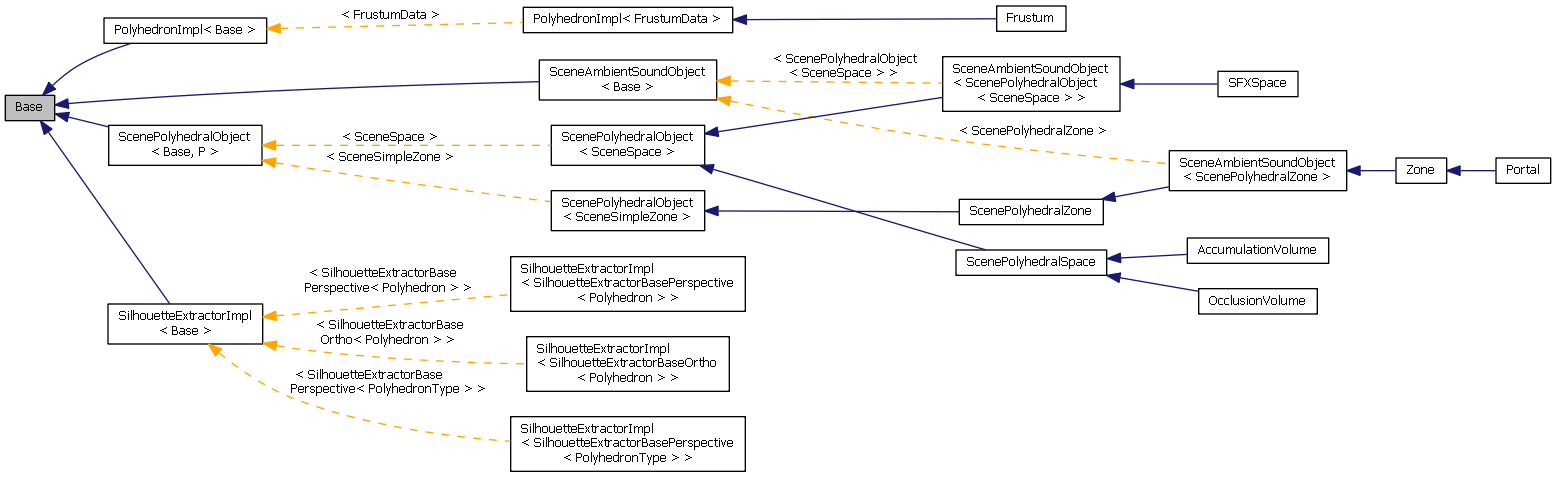 Base
PolyhedronImpl< Base >
< FrustumData >
PolyhedronImpl< FrustumData >
Frustum
SceneAmbientSoundObject
< Base >
< ScenePolyhedralObject
< SceneSpace > >
SceneAmbientSoundObject
< ScenePolyhedralObject
< SceneSpace > >
SFXSpace
ScenePolyhedralObject
< Base, P >
< SceneSpace >
< SceneSimpleZone >
ScenePolyhedralObject
< SceneSpace >
< ScenePolyhedralZone >
SceneAmbientSoundObject
< ScenePolyhedralZone >
Zone
Portal
ScenePolyhedralObject
< SceneSimpleZone >
ScenePolyhedralZone
ScenePolyhedralSpace
AccumulationVolume
OcclusionVolume
SilhouetteExtractorImpl
< Base >
< SilhouetteExtractorBase
Perspective< Polyhedron > >
SilhouetteExtractorImpl
< SilhouetteExtractorBasePerspective
< Polyhedron > >
< SilhouetteExtractorBase
Ortho< Polyhedron > >
SilhouetteExtractorImpl
< SilhouetteExtractorBaseOrtho
< Polyhedron > >
< SilhouetteExtractorBase
Perspective< PolyhedronType > >
SilhouetteExtractorImpl
< SilhouetteExtractorBasePerspective
< PolyhedronType > >